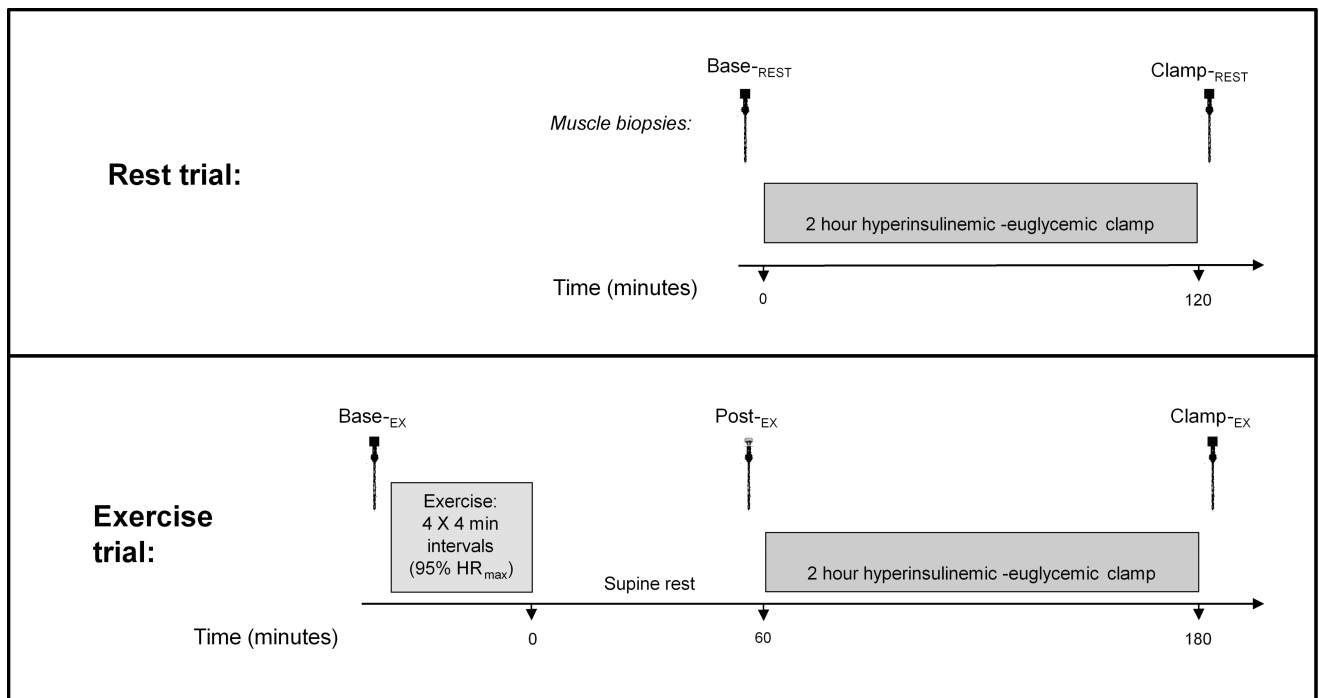 Base-REST
Clamp-REST
Muscle biopsies:
Rest trial:
2 hour hyperinsulinemic -euglycemic clamp
Time (minutes)
0
120
Base-EX
Post-EX
Clamp-EX
Exercise
trial:
Exercise:
4 X 4 min
intervals
(95% HRmax)
Supine rest
2 hour hyperinsulinemic -euglycemic clamp
Time (minutes)
0
60
180